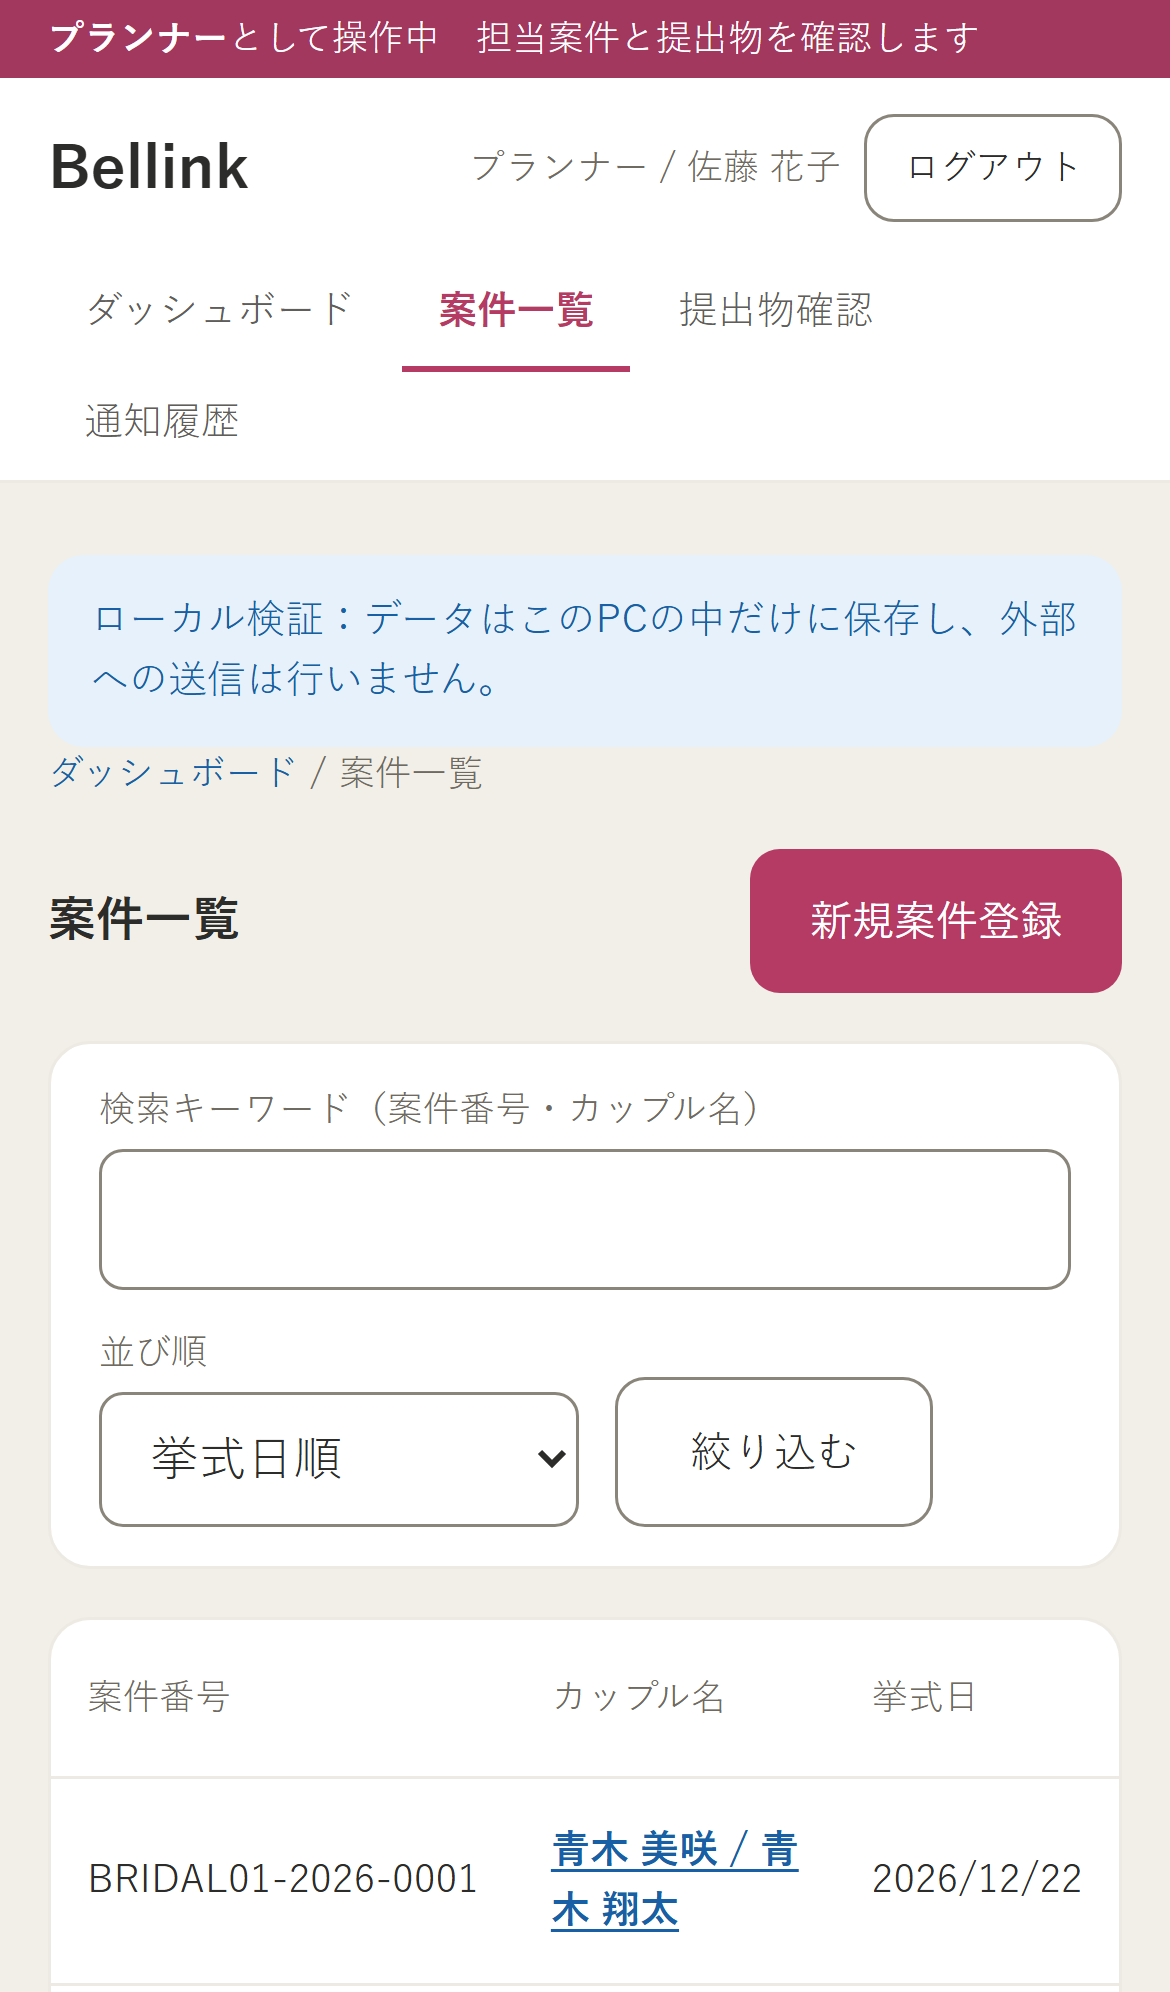 プランナーとして操作中　担当案件と提出物を確認します
Bellink
プランナー / 佐藤 花子
ログアウト
ダッシュボード
案件一覧
提出物確認
通知履歴
ローカル検証：データはこのPCの中だけに保存し、外部
への送信は行いません。
ダッシュボード / 案件一覧
案件一覧
新規案件登録
検索キーワード（案件番号・カップル名）
並び順
挙式日順
絞り込む
案件番号
カップル名
挙式日
BRIDAL01-2026-0001
青木 美咲 / 青
木 翔太
2026/12/22